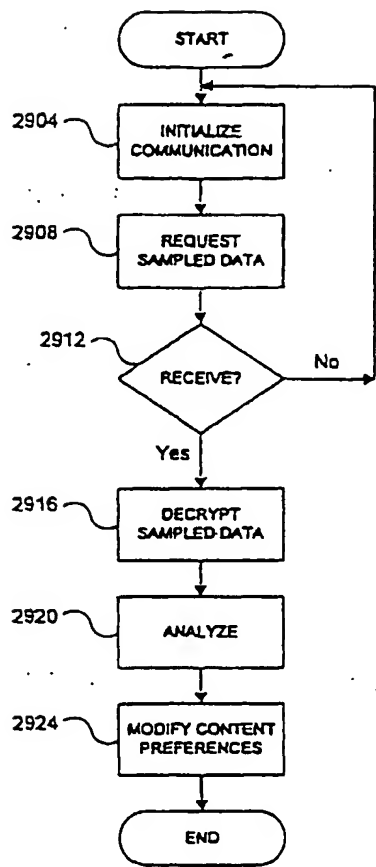 START
2904
INITIALIZE
COMMUNICATION
2908
REQUEST
SAMPLED DATA
2912
RECEIVE?
No
Yes
2916
DECRYPT
SAMPLED DATA
2920
ANALYZE
2924
MODIFY CONTENT
PREFERENCES
END